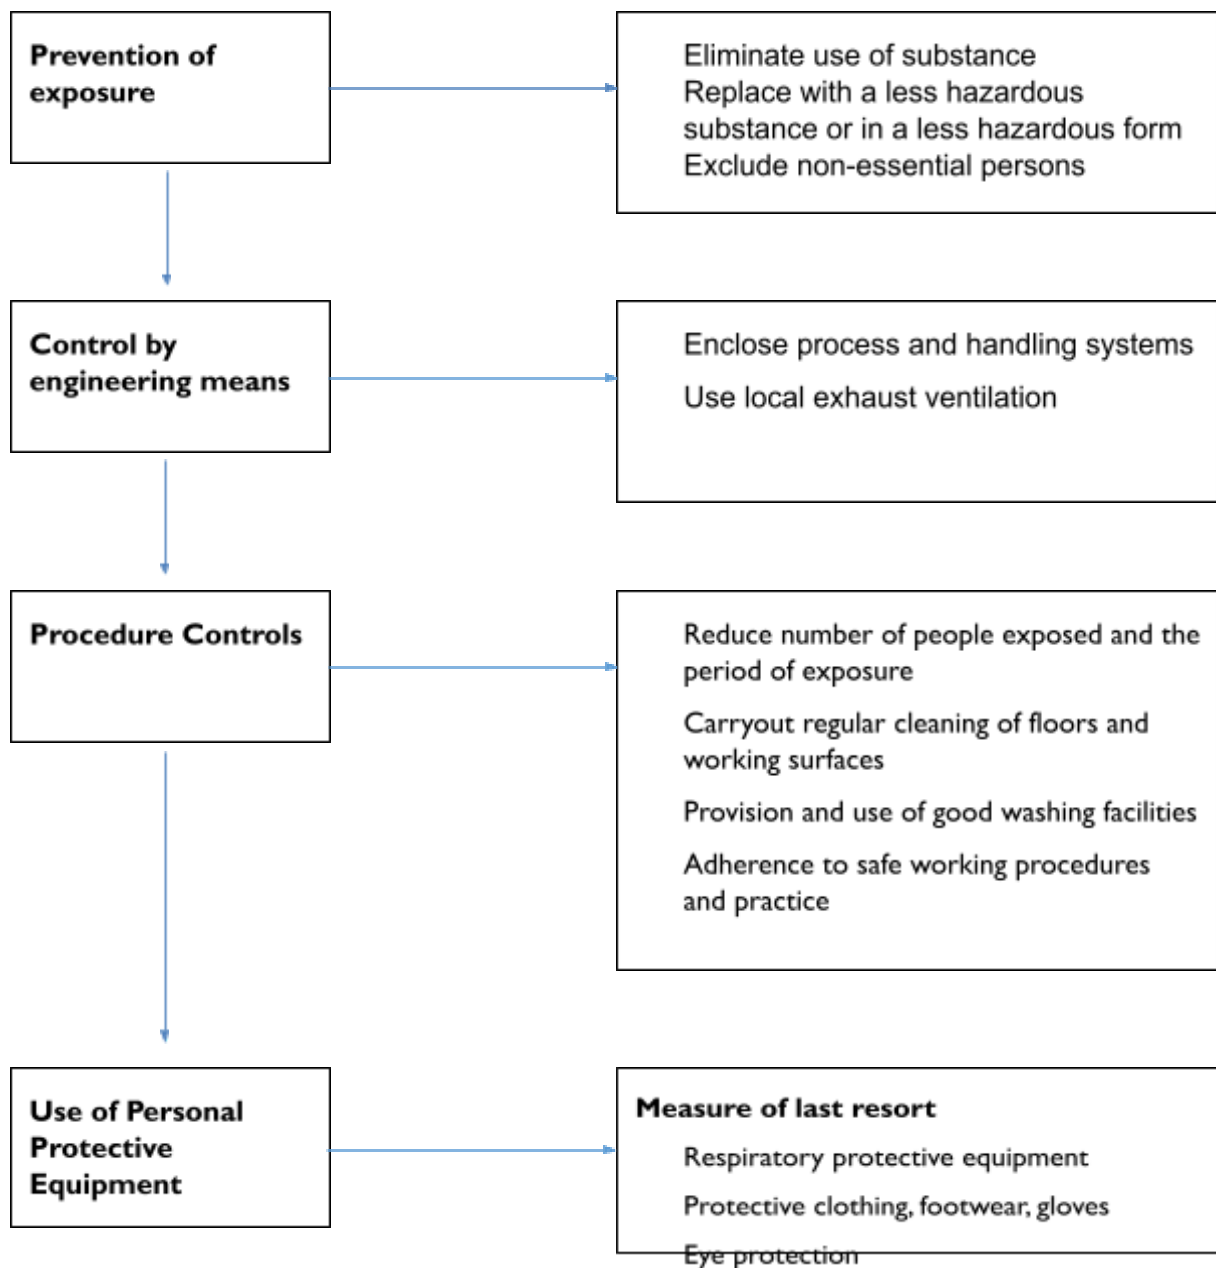 Prevention of
exposure
Eliminate use of substance
Replace with a less hazardous
substance or in a less hazardous form
Exclude non-essential persons
Control by
engineering means
Enclose process and handling systems
Use local exhaust ventilation
Procedure Controls
Reduce number of people exposed and the
period of exposure
Carryout regular cleaning of floors and
working surfaces
Provision and use of good washing facilities
Adherence to safe working procedures
and practice
Use of Personal
Protective
Equipment
Measure of last resort
Respiratory protective equipment
Protective clothing, footwear, gloves
Eye protection